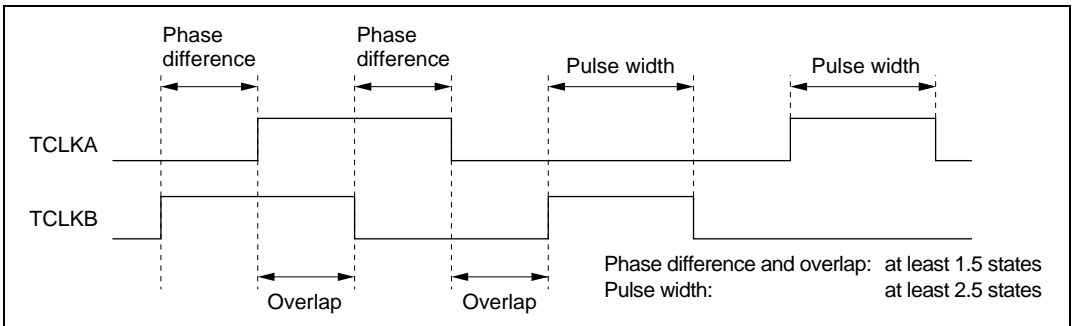 Phase
difference
Phase
difference
Pulse width
Pulse width
TCLKA
TCLKB
Overlap
Overlap
Phase difference and overlap: at least 1.5 states
Pulse width: at least 2.5 states